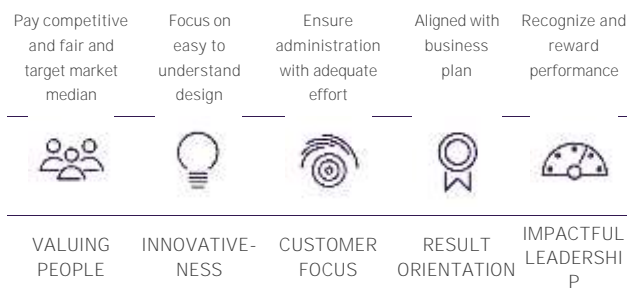 Pay competitive
and fair and
target market
median
Focus on
easy to
understand
design
Ensure
administration
with adequate
effort
Aligned with
business
plan
Recognize and
reward
performance
VALUING
PEOPLE
INNOVATIVE-
NESS
CUSTOMER
FOCUS
RESULT
ORIENTATION
IMPACTFUL
LEADERSHI
P